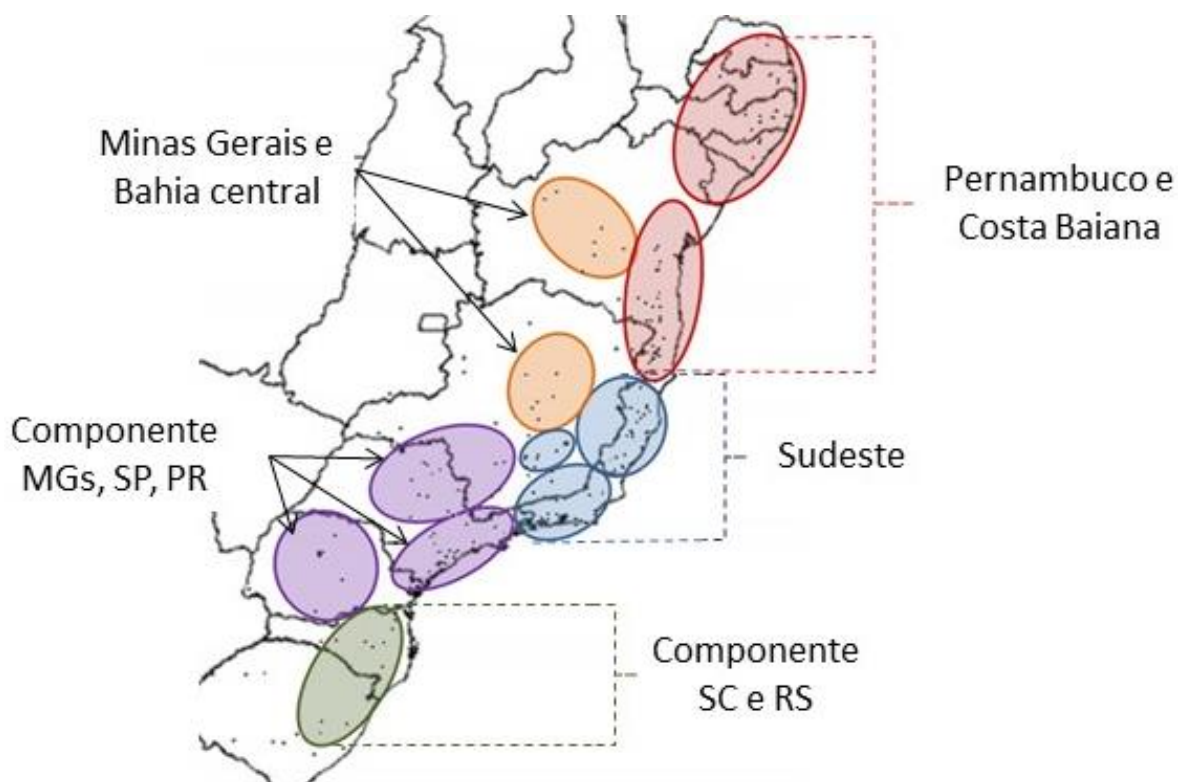 Minas Gerais e
Bahia central
Pernambuco e
Costa Baiana
Componente
MGs, SP, PR
Sudeste
Componente
SC e RS